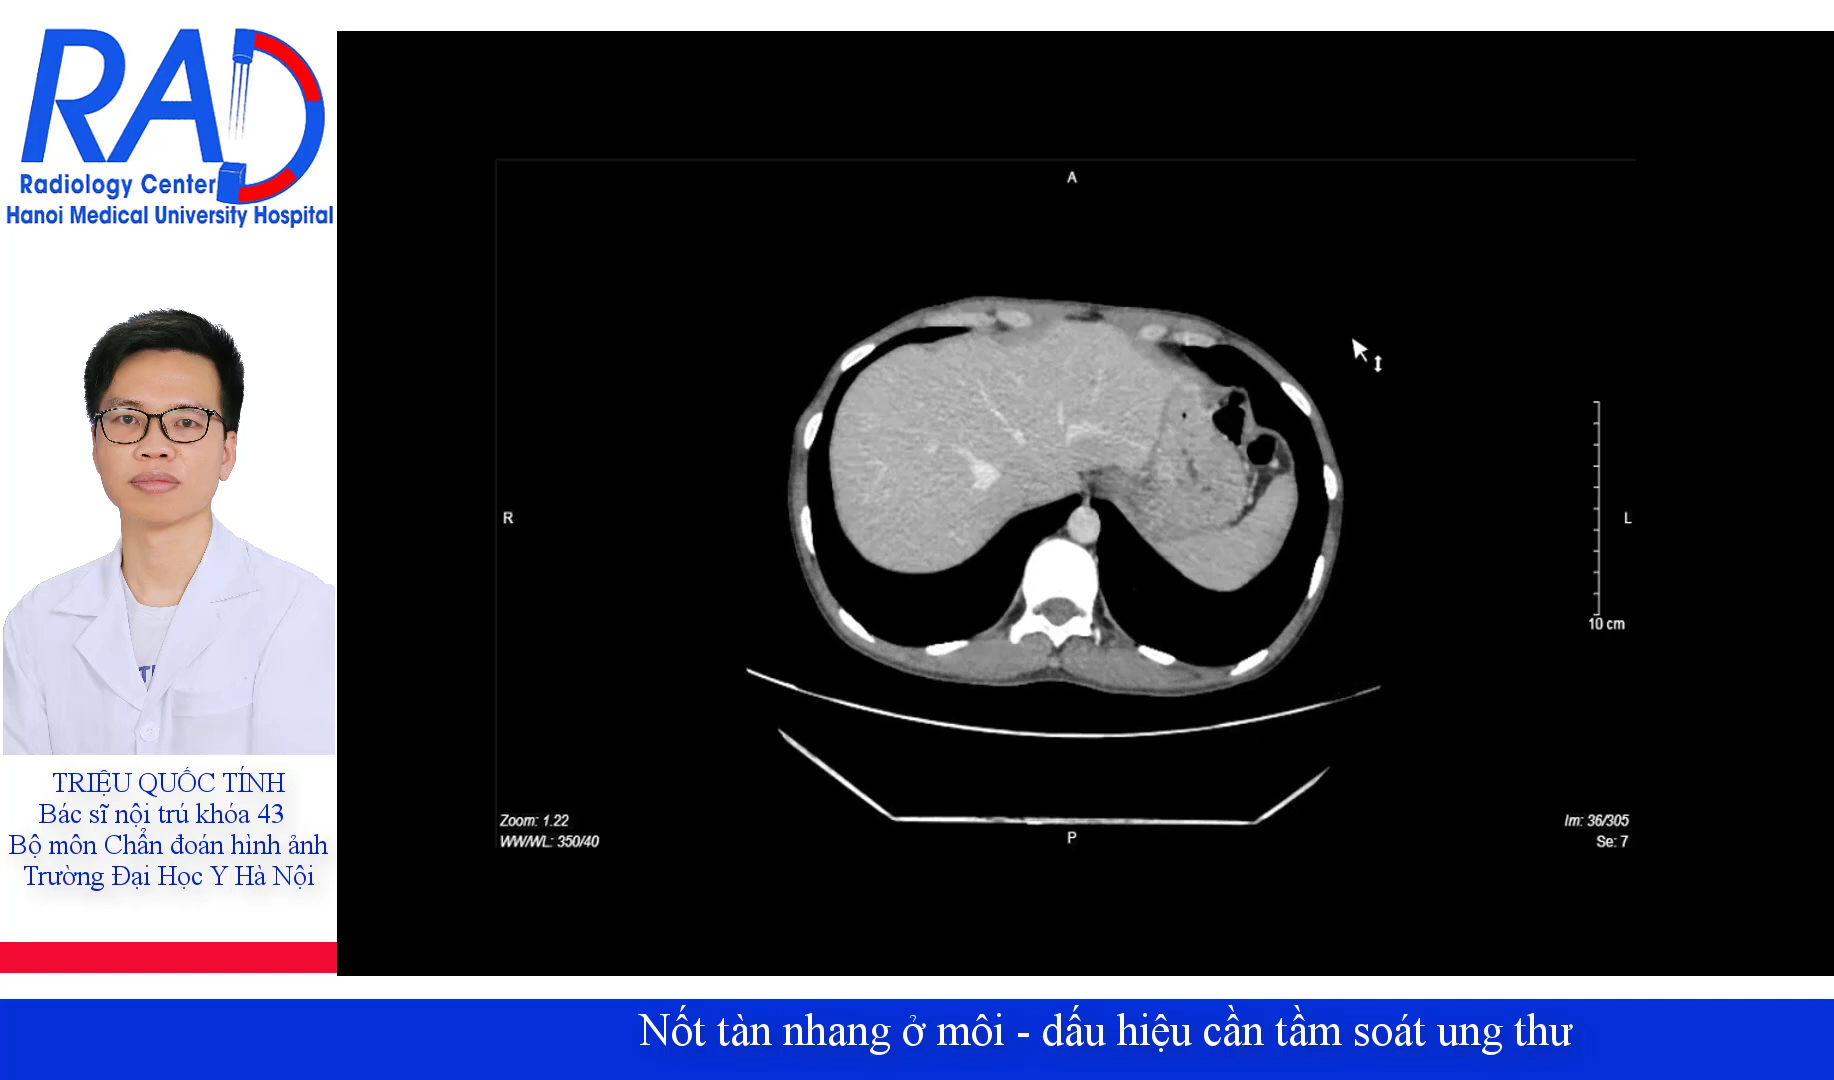 RAD
Radiology Center
Hanoi Medical University Hospital
TRIỆU QUỐC TÍNH
Bác sĩ nội trú khóa 43
Bộ môn Chẩn đoán hình ảnh
Trường Đại Học Y Hà Nội
A
R
L
10 cm
Zoom: 1.22
WW/WL: 350/40
P
Im: 36/305
Se: 7
Nốt tàn nhang ở môi - dấu hiệu cần tầm soát ung thư